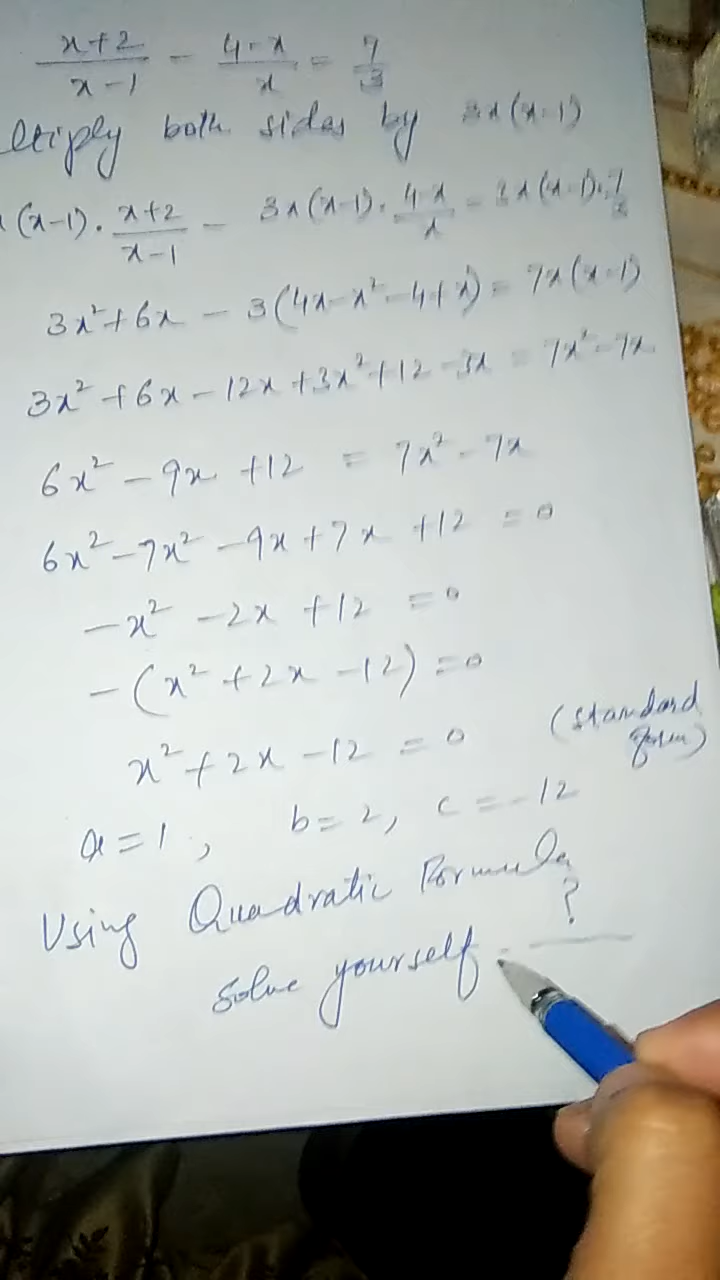 x+2/x-1 - 4-x/x = 7/3
ltiply both sides by 3x(x-1)
x(x-1) · x+2/x-1 - 3x(x-1) · 4-x/x = 3x(x-1) · 7/3
3x² + 6x - 3(4x - x² - 4 + x) = 7x(x-1)
3x² + 6x - 12x + 3x² + 12 - 3x = 7x² - 7x
6x² - 9x + 12 = 7x² - 7x
6x² - 7x² - 9x + 7x + 12 = 0
-x² - 2x + 12 = 0
-(x² + 2x - 12) = 0
x² + 2x - 12 = 0 (standard form)
a = 1, b = 2, c = -12
Using Quadratic Formula
?
Solve yourself